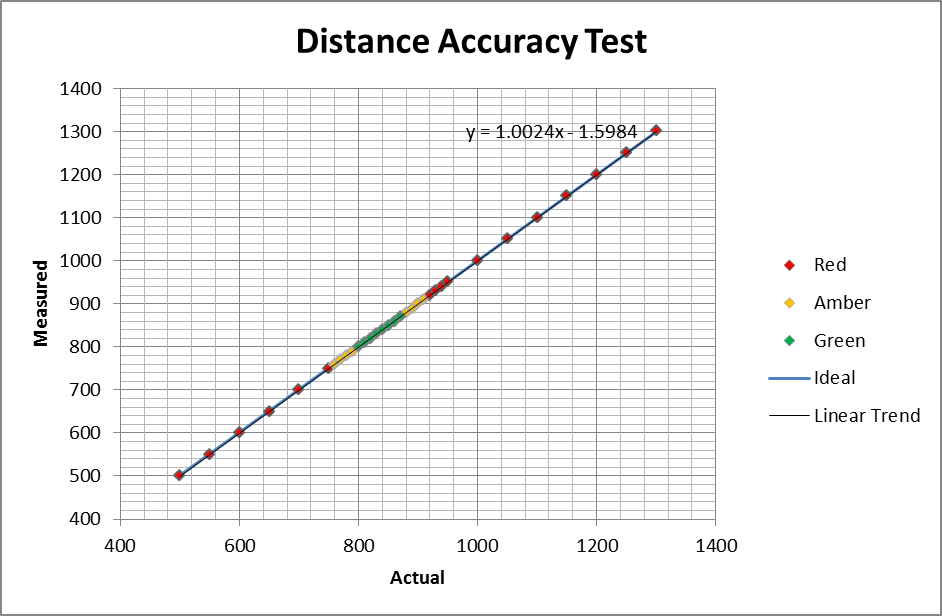 Distance Accuracy Test
1400
1300
1200
1100
1000
900
800
700
600
500
400
400 600 800 1000 1200 1400
Measured
Actual
y = 1.0024x - 1.5984
Red
Amber
Green
Ideal
Linear Trend